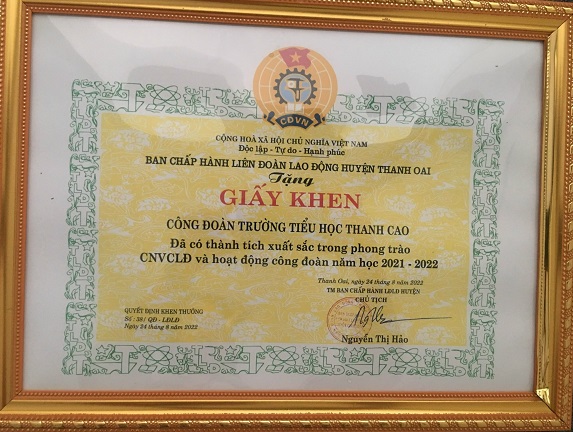 CĐVN
CỘNG HOÀ XÃ HỘI CHỦ NGHĨA VIỆT NAM
Độc lập - Tự do - Hạnh phúc
BAN CHẤP HÀNH LIÊN ĐOÀN LAO ĐỘNG HUYỆN THANH OAI
Tặng
GIẤY KHEN
CÔNG ĐOÀN TRƯỜNG TIỂU HỌC THANH CAO
Đã có thành tích xuất sắc trong phong trào
CNVCLĐ và hoạt động công đoàn năm học 2021 - 2022
Thanh Oai, ngày 24 tháng 8 năm 2022
TM BAN CHẤP HÀNH LĐLĐ HUYỆN
CHỦ TỊCH
QUYẾT ĐỊNH KHEN THƯỞNG
Số : 38/ QĐ - LĐLĐ
Ngày 24 tháng 8 năm 2022
Nguyễn Thị Hảo